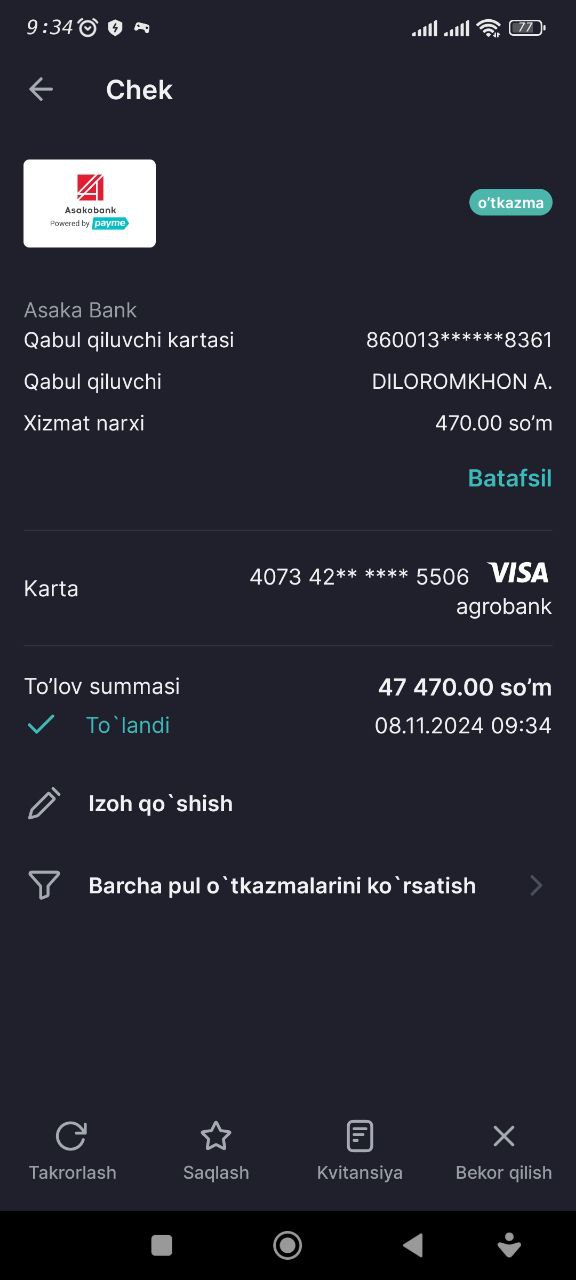 9:34
77
Chek
Asakabank
Powered by payme
o'tkazma
Asaka Bank
Qabul qiluvchi kartasi 860013******8361
Qabul qiluvchi DILOROMKHON A.
Xizmat narxi 470.00 so'm
Batafsil
Karta 4073 42** **** 5506 VISA
agrobank
To'lov summasi 47 470.00 so'm
To`landi 08.11.2024 09:34
Izoh qo`shish
Barcha pul o`tkazmalarini ko`rsatish
Takrorlash Saqlash Kvitansiya Bekor qilish